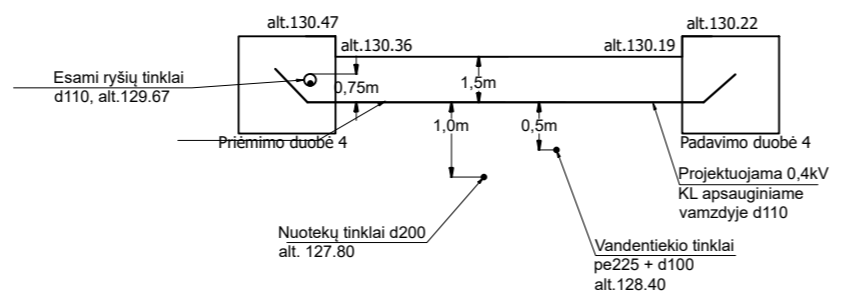 alt.130.47
alt.130.22
alt.130.36
alt.130.19
Esami ryšių tinklai
d110, alt.129.67
0,75m
1,5m
1,0m
0,5m
Priėmimo duobė 4
Padavimo duobė 4
Projektuojama 0,4kV
KL apsauginiame
vamzdyje d110
Nuotekų tinklai d200
alt. 127.80
Vandentiekio tinklai
pe225 + d100
alt.128.40